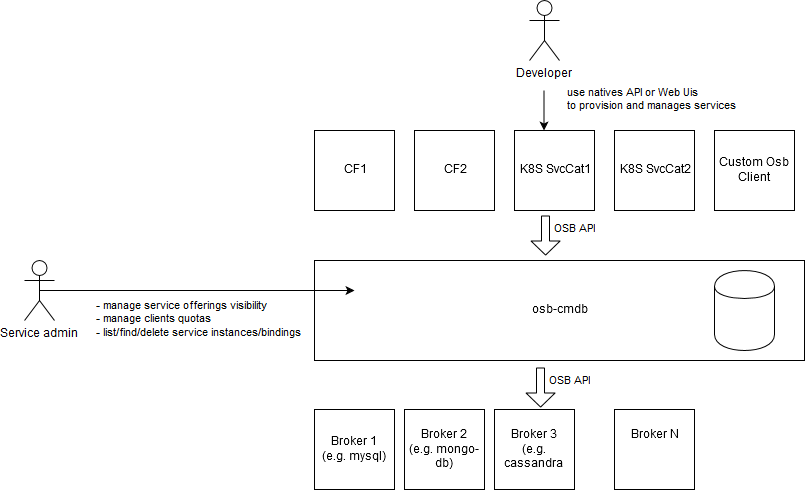 Developer
use natives API or Web Uis
to provision and manages services
CF1
CF2
K8S SvcCat1
K8S SvcCat2
Custom Osb
Client
OSB API
Service admin
- manage service offerings visibility
- manage clients quotas
- list/find/delete service instances/bindings
osb-cmdb
OSB API
Broker 1
(e.g. mysql)
Broker 2
(e.g. mongo-
db)
Broker 3
(e.g.
cassandra
Broker N